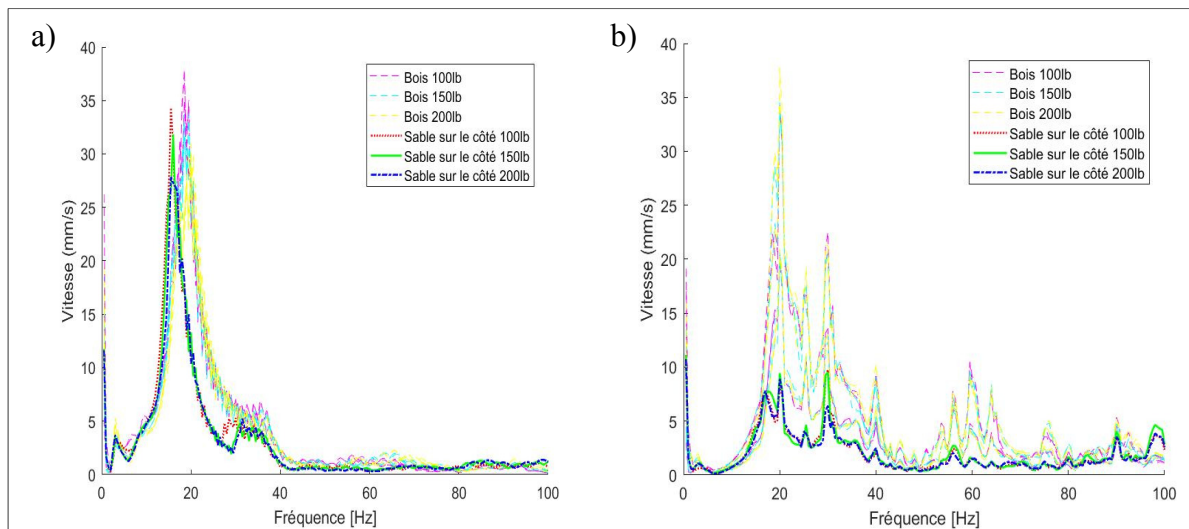 a)
40
35
30
25
20
15
10
5
0
Vitesse (mm/s)
0 20 40 60 80 100
Fréquence [Hz]
Bois 100lb
Bois 150lb
Bois 200lb
Sable sur le côté 100lb
Sable sur le côté 150lb
Sable sur le côté 200lb
b)
40
35
30
25
20
15
10
5
0
Vitesse (mm/s)
0 20 40 60 80 100
Fréquence [Hz]
Bois 100lb
Bois 150lb
Bois 200lb
Sable sur le côté 100lb
Sable sur le côté 150lb
Sable sur le côté 200lb